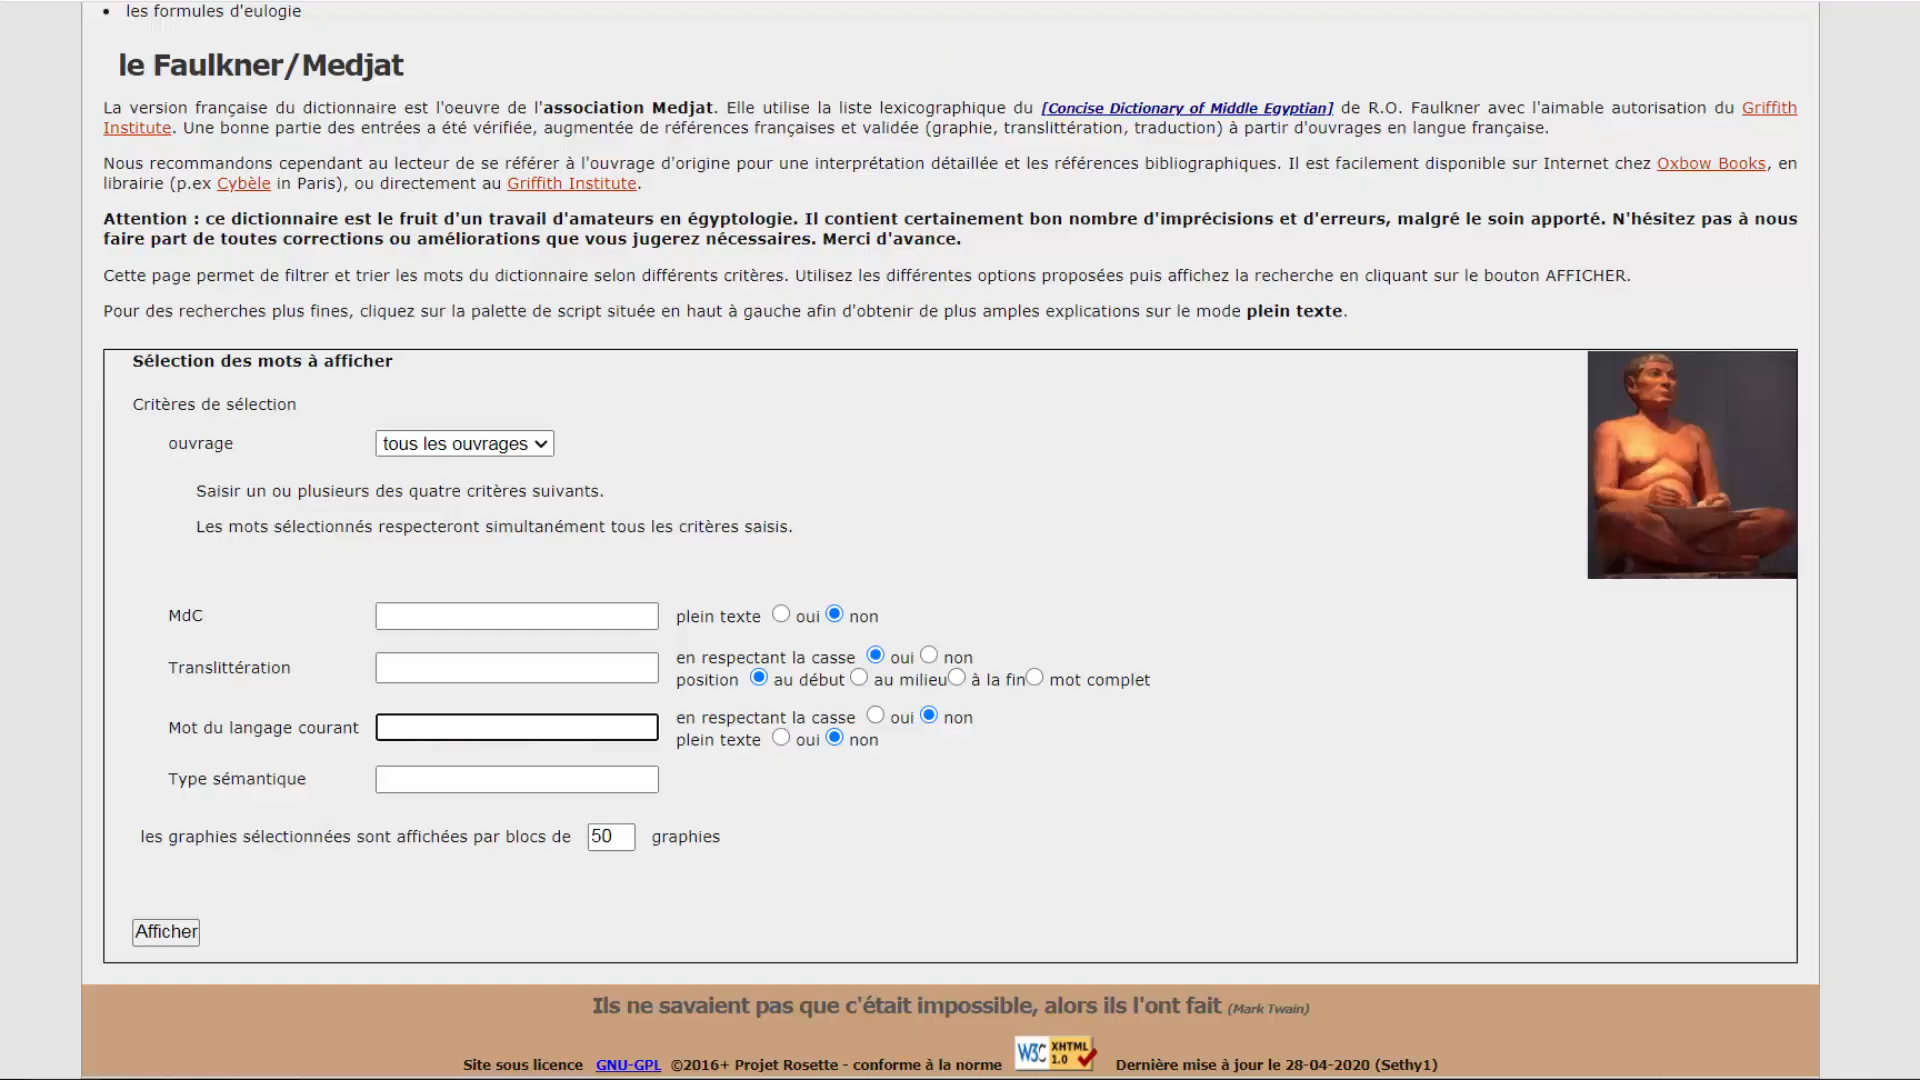 • les formules d'eulogie
le Faulkner/Medjat
La version française du dictionnaire est l'oeuvre de l'association Medjat. Elle utilise la liste lexicographique du [Concise Dictionary of Middle Egyptian] de R.O. Faulkner avec l'aimable autorisation du Griffith
Institute. Une bonne partie des entrées a été vérifiée, augmentée de références françaises et validée (graphie, translittération, traduction) à partir d'ouvrages en langue française.
Nous recommandons cependant au lecteur de se référer à l'ouvrage d'origine pour une interprétation détaillée et les références bibliographiques. Il est facilement disponible sur Internet chez Oxbow Books, en
librairie (p.ex Cybèle in Paris), ou directement au Griffith Institute.
Attention : ce dictionnaire est le fruit d'un travail d'amateurs en égyptologie. Il contient certainement bon nombre d'imprécisions et d'erreurs, malgré le soin apporté. N'hésitez pas à nous
faire part de toutes corrections ou améliorations que vous jugerez nécessaires. Merci d'avance.
Cette page permet de filtrer et trier les mots du dictionnaire selon différents critères. Utilisez les différentes options proposées puis affichez la recherche en cliquant sur le bouton AFFICHER.
Pour des recherches plus fines, cliquez sur la palette de script située en haut à gauche afin d'obtenir de plus amples explications sur le mode plein texte.
Sélection des mots à afficher
Critères de sélection
ouvrage tous les ouvrages
Saisir un ou plusieurs des quatre critères suivants.
Les mots sélectionnés respecteront simultanément tous les critères saisis.
MdC plein texte oui non
Translittération en respectant la casse oui non
position au début au milieu à la fin mot complet
Mot du langage courant en respectant la casse oui non
plein texte oui non
Type sémantique
les graphies sélectionnées sont affichées par blocs de 50 graphies
Afficher
Ils ne savaient pas que c'était impossible, alors ils l'ont fait (Mark Twain)
Site sous licence GNU-GPL ©2016+ Projet Rosette - conforme à la norme W3C XHTML 1.0 Dernière mise à jour le 28-04-2020 (Sethy1)